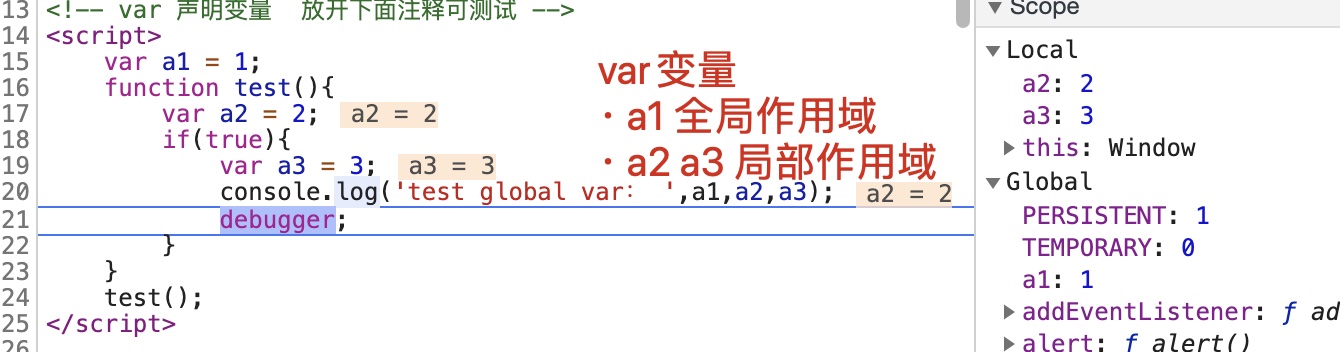 13 <!-- var 声明变量  放开下面注释可测试 -->
14 <script>
15     var a1 = 1;
16     function test(){
17         var a2 = 2;  a2 = 2
18         if(true){
19             var a3 = 3;  a3 = 3
20             console.log('test global var: ',a1,a2,a3);  a2 = 2
21             debugger;
22         }
23     }
24     test();
25 </script>
26
var变量
· a1 全局作用域
· a2 a3 局部作用域
▼ Scope
▼ Local
a2: 2
a3: 3
▶ this: Window
▼ Global
PERSISTENT: 1
TEMPORARY: 0
a1: 1
▶ addEventListener: ƒ ad
▶ alert: ƒ alert()